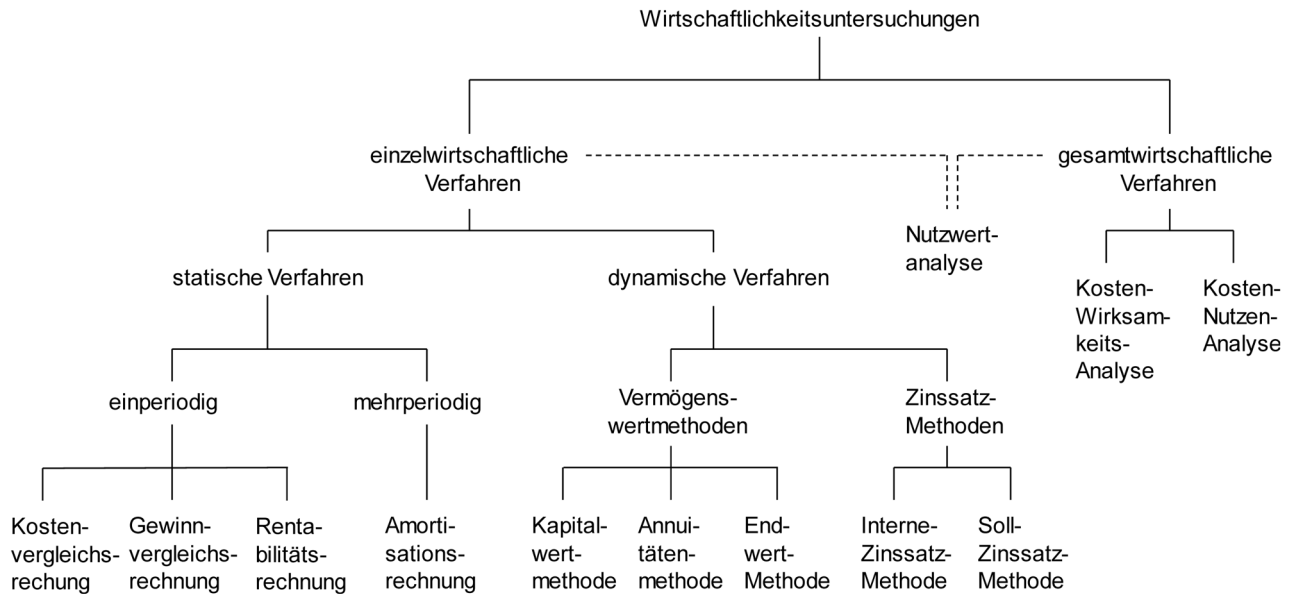 Wirtschaftlichkeitsuntersuchungen
einzelwirtschaftliche
Verfahren
gesamtwirtschaftliche
Verfahren
Nutzwert-
analyse
statische Verfahren
dynamische Verfahren
Kosten-
Wirksam-
keits-
Analyse
Kosten-
Nutzen-
Analyse
einperiodig
mehrperiodig
Vermögens-
wertmethoden
Zinssatz-
Methoden
Kosten-
vergleichs-
rechung
Gewinn-
vergleichs-
rechnung
Renta-
bilitäts-
rechnung
Amorti-
sations-
rechnung
Kapital-
wert-
methode
Annui-
täten-
methode
End-
wert-
Methode
Interne-
Zinssatz-
Methode
Soll-
Zinssatz-
Methode